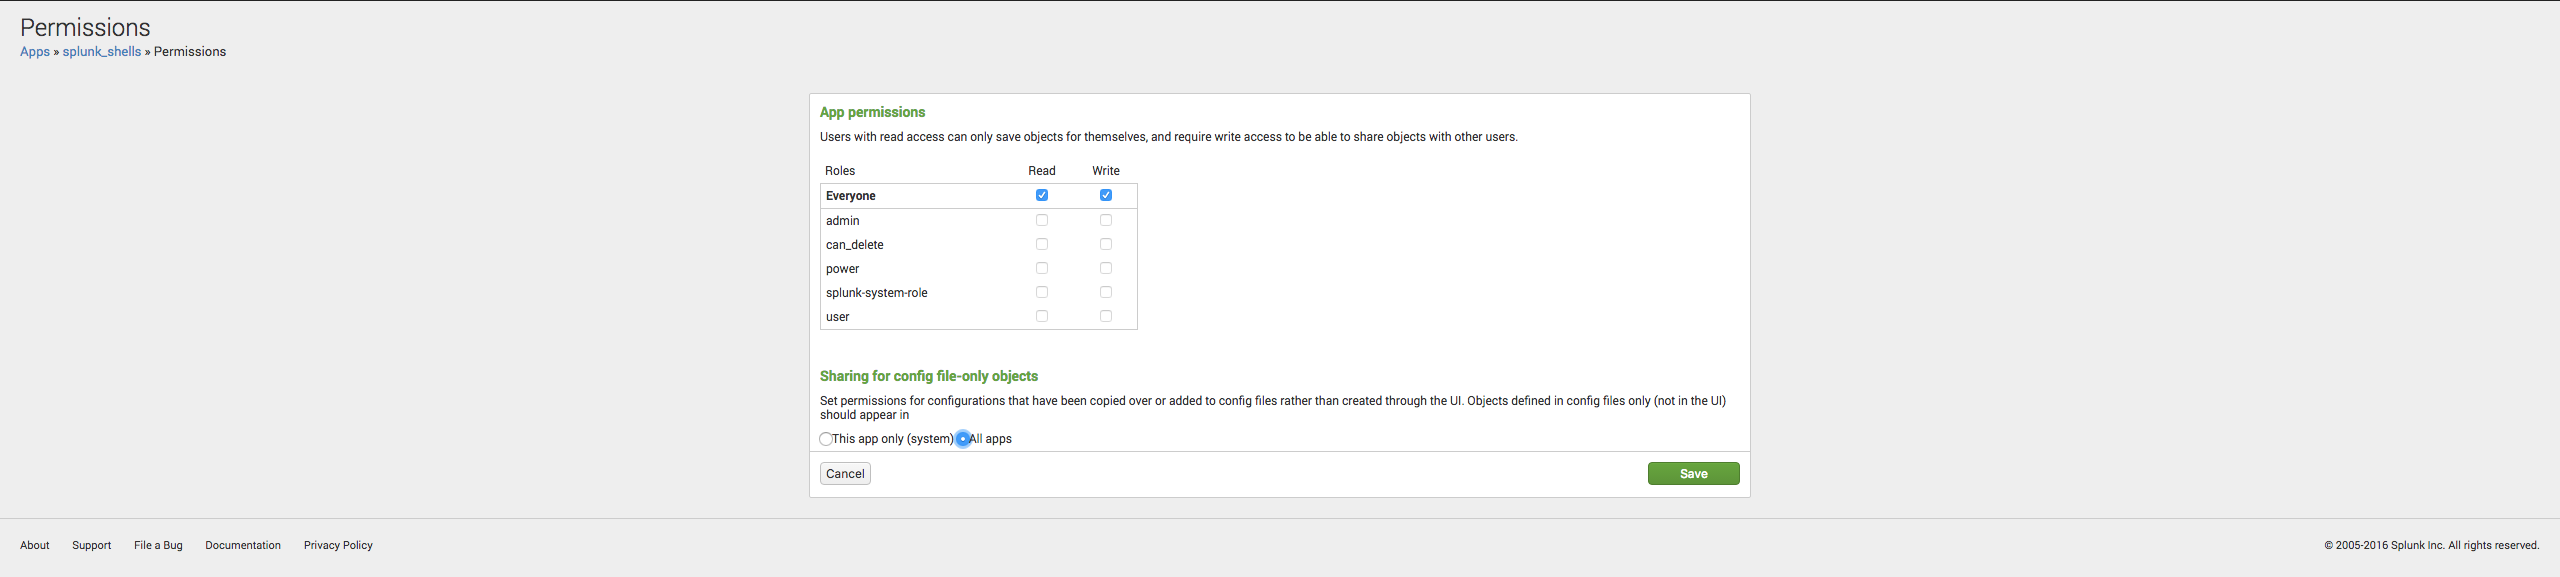 Permissions
Apps » splunk_shells » Permissions
App permissions
Users with read access can only save objects for themselves, and require write access to be able to share objects with other users.
Roles Read Write
Everyone
admin
can_delete
power
splunk-system-role
user
Sharing for config file-only objects
Set permissions for configurations that have been copied over or added to config files rather than created through the UI. Objects defined in config files only (not in the UI)
should appear in
This app only (system) All apps
Cancel Save
About Support File a Bug Documentation Privacy Policy © 2005-2016 Splunk Inc. All rights reserved.